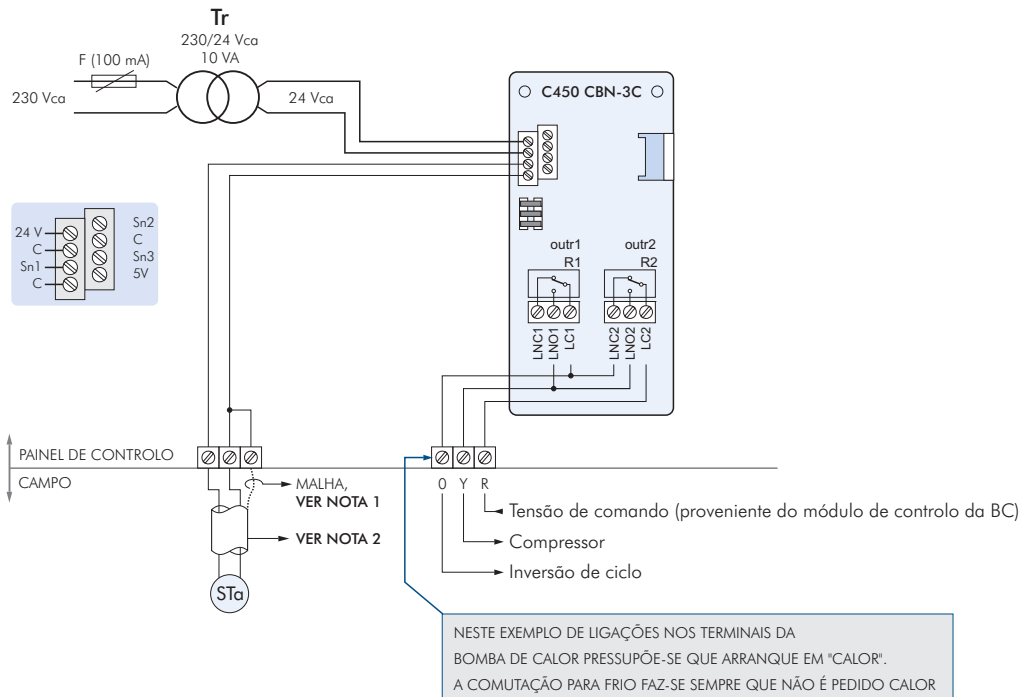 Tr
230/24 Vca
10 VA
F (100 mA)
230 Vca
24 Vca
C450 CBN-3C
24 V
C
Sn1
C
Sn2
C
Sn3
5V
outr1
R1
outr2
R2
LNC1
LNO1
LC1
LNC2
LNO2
LC2
PAINEL DE CONTROLO
CAMPO
MALHA,
VER NOTA 1
VER NOTA 2
STa
0 Y R
Tensão de comando (proveniente do módulo de controlo da BC)
Compressor
Inversão de ciclo
NESTE EXEMPLO DE LIGAÇÕES NOS TERMINAIS DA
BOMBA DE CALOR PRESSUPÕE-SE QUE ARRANQUE EM "CALOR".
A COMUTAÇÃO PARA FRIO FAZ-SE SEMPRE QUE NÃO É PEDIDO CALOR